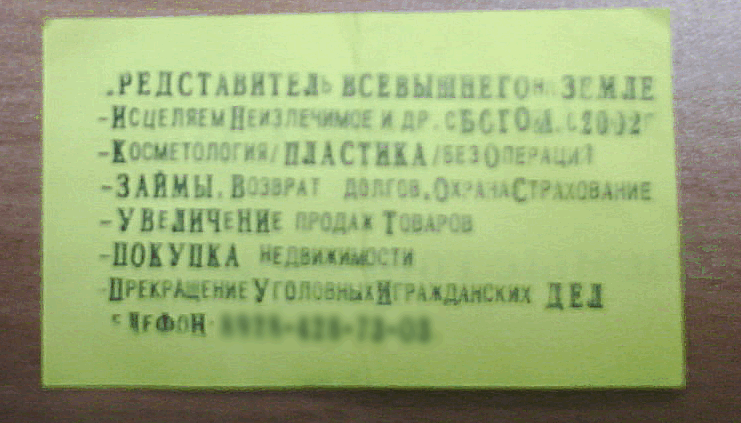 .РЕДСТАВИТЕЛЬ ВСЕВЫШНЕГО НА ЗЕМЛЕ
-ИСЦЕЛЯЕМ НЕИЗЛЕЧИМОЕ И ДР. С БОГОМ. С 2002Г
-КОСМЕТОЛОГИЯ/ПЛАСТИКА/БЕЗ ОПЕРАЦИЙ
-ЗАЙМЫ. ВОЗВРАТ ДОЛГОВ. ОХРАНА СТРАХОВАНИЕ
-УВЕЛИЧЕНИЕ ПРОДАЖ ТОВАРОВ
-ПОКУПКА НЕДВИЖИМОСТИ
-ПРЕКРАЩЕНИЕ УГОЛОВНЫХ И ГРАЖДАНСКИХ ДЕЛ